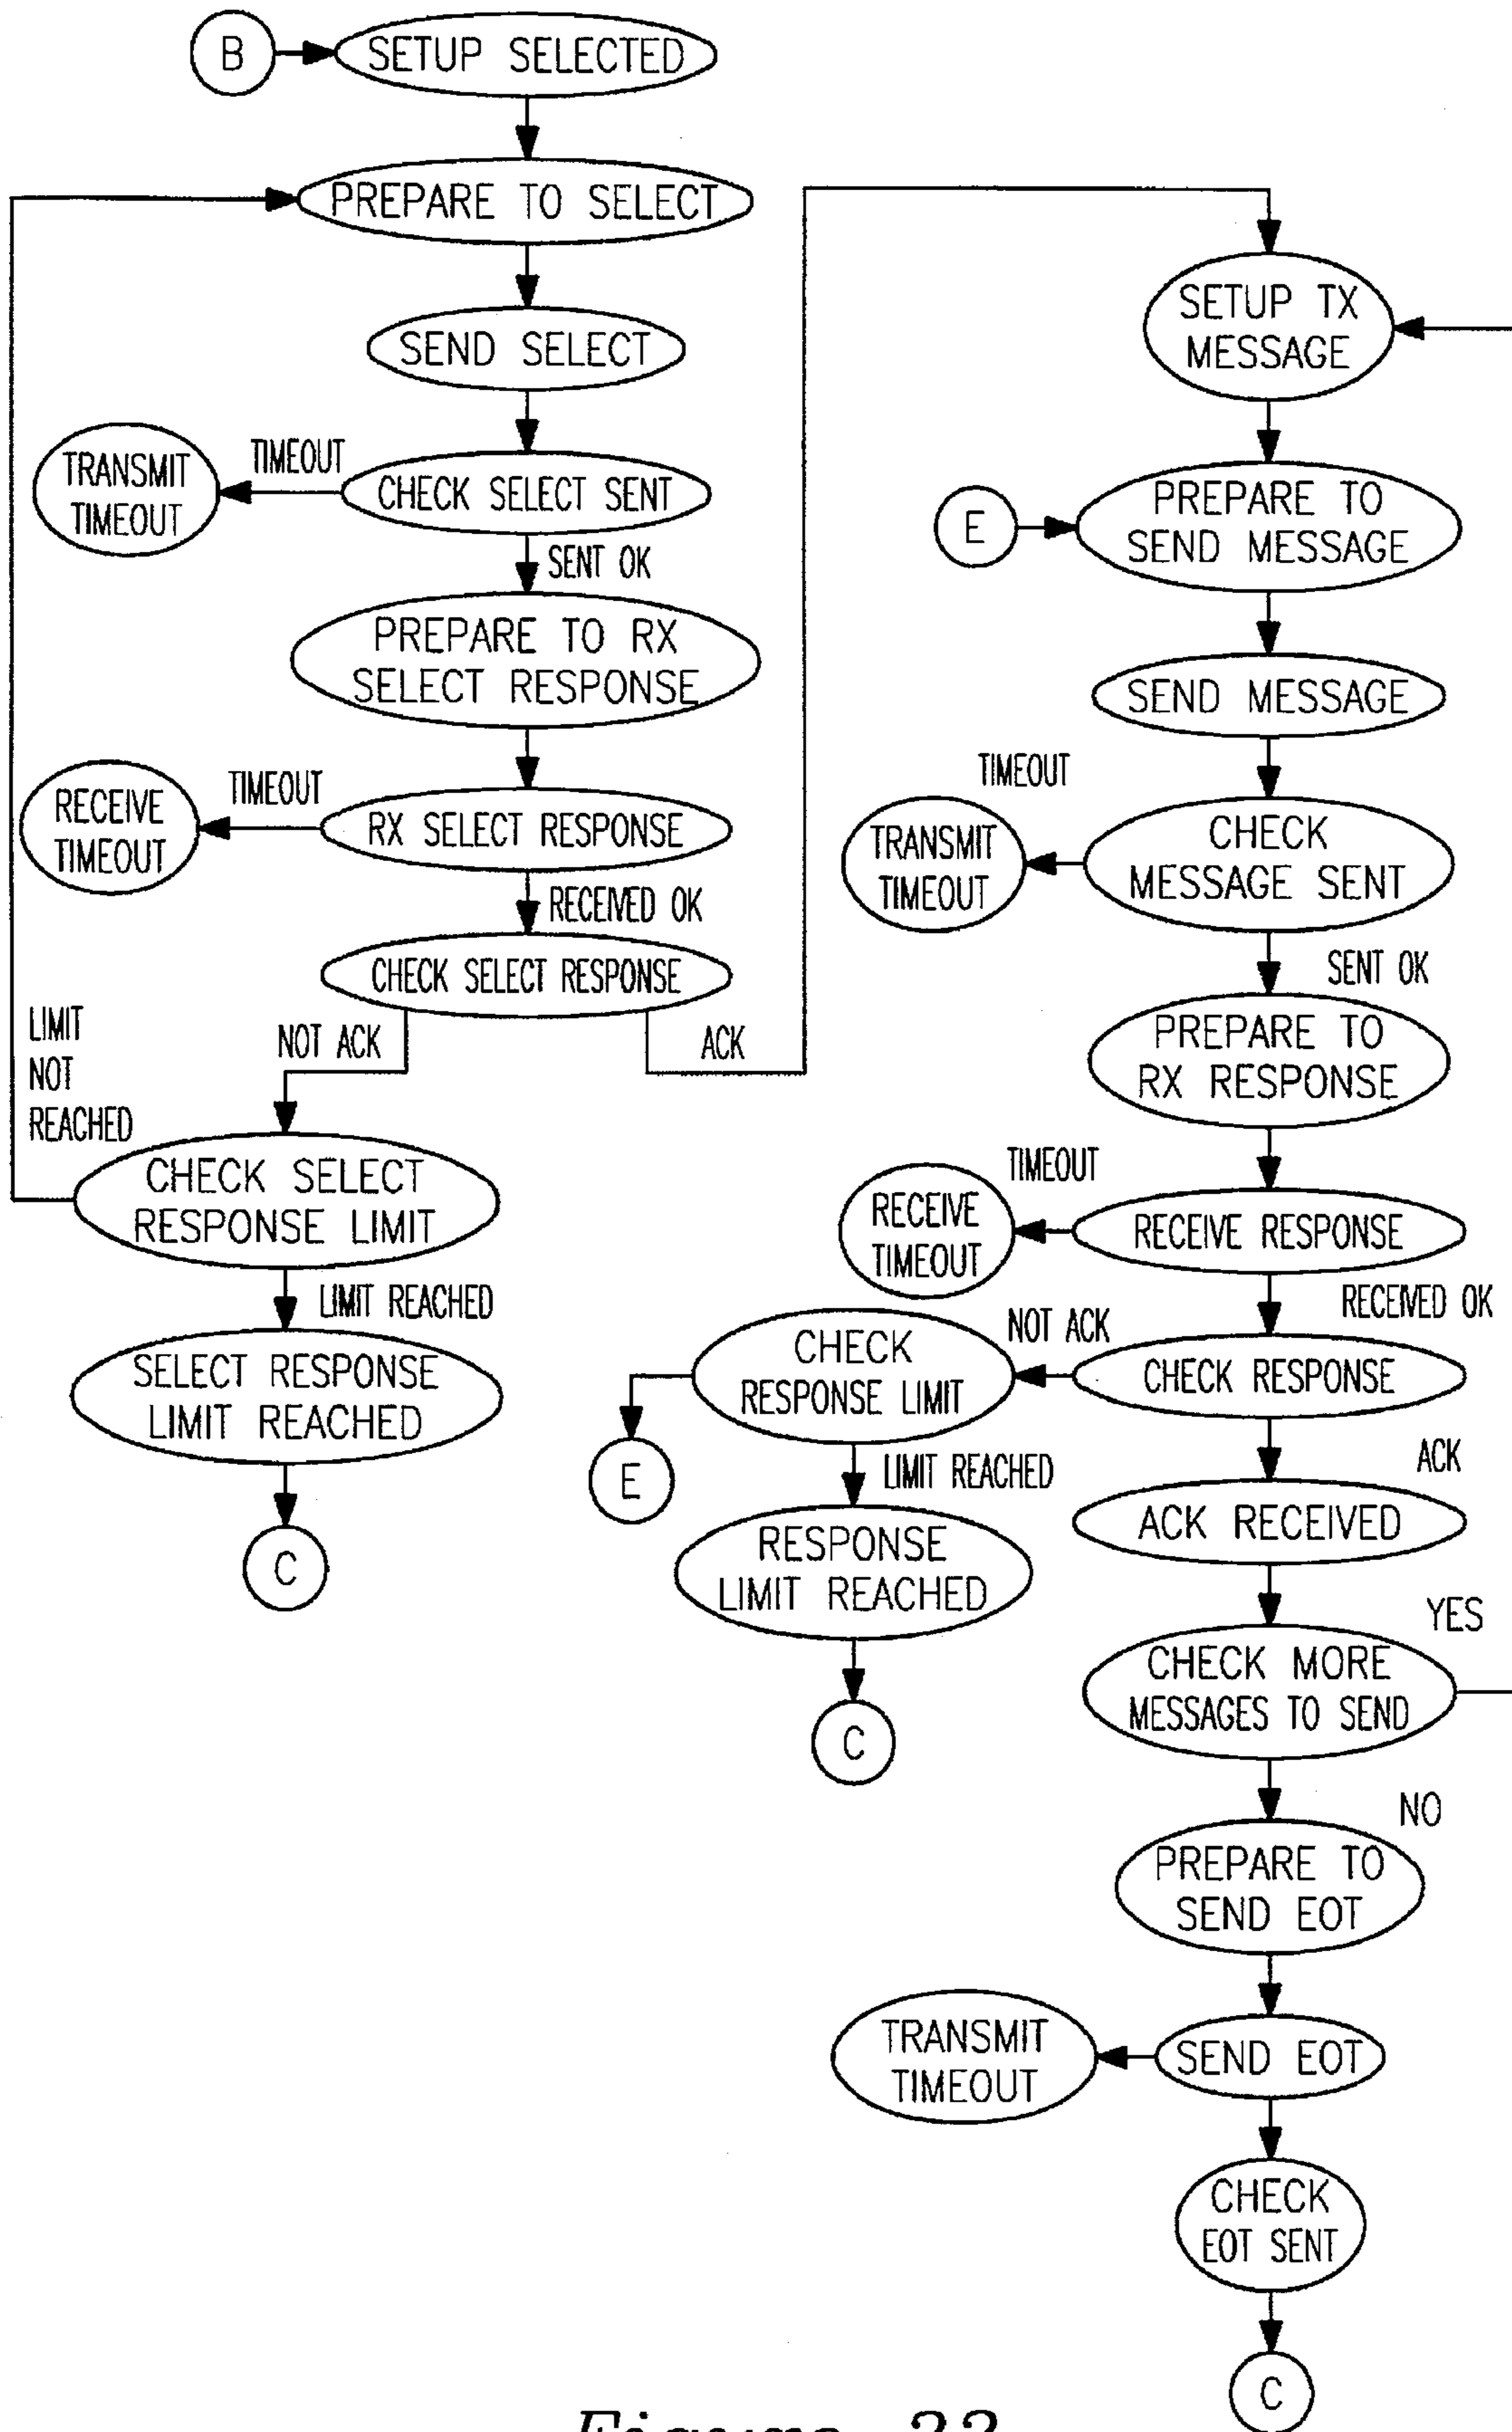 B
SETUP SELECTED
PREPARE TO SELECT
SEND SELECT
TRANSMIT
TIMEOUT
TIMEOUT
CHECK SELECT SENT
SENT OK
PREPARE TO RX
SELECT RESPONSE
RECEIVE
TIMEOUT
TIMEOUT
RX SELECT RESPONSE
RECEIVED OK
CHECK SELECT RESPONSE
LIMIT
NOT
REACHED
NOT ACK
ACK
CHECK SELECT
RESPONSE LIMIT
LIMIT REACHED
SELECT RESPONSE
LIMIT REACHED
C
SETUP TX
MESSAGE
E
PREPARE TO
SEND MESSAGE
SEND MESSAGE
TIMEOUT
TRANSMIT
TIMEOUT
CHECK
MESSAGE SENT
SENT OK
PREPARE TO
RX RESPONSE
TIMEOUT
RECEIVE
TIMEOUT
RECEIVE RESPONSE
RECEIVED OK
NOT ACK
CHECK
RESPONSE LIMIT
CHECK RESPONSE
E
LIMIT REACHED
RESPONSE
LIMIT REACHED
C
ACK
ACK RECEIVED
YES
CHECK MORE
MESSAGES TO SEND
NO
PREPARE TO
SEND EOT
TRANSMIT
TIMEOUT
SEND EOT
CHECK
EOT SENT
C